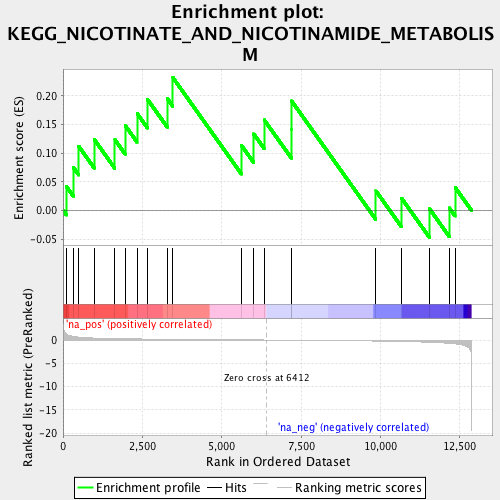 Enrichment plot:
KEGG_NICOTINATE_AND_NICOTINAMIDE_METABOLIS
M
Enrichment score (ES)
0.20
0.15
0.10
0.05
0.00
-0.05
'na_pos' (positively correlated)
Ranked list metric (PreRanked)
0
-5
-10
-15
-20
Zero cross at 6412
'na_neg' (negatively correlated)
0
2,500
5,000
7,500
10,000
12,500
Rank in Ordered Dataset
Enrichment profile
Hits
Ranking metric scores